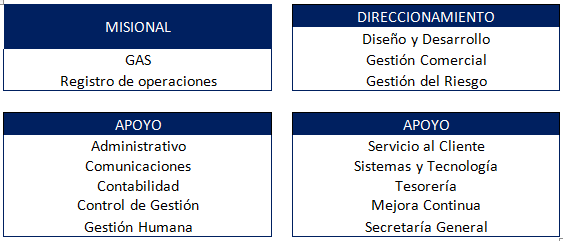 MISIONAL
GAS
Registro de operaciones
DIRECCIONAMIENTO
Diseño y Desarrollo
Gestión Comercial
Gestión del Riesgo
APOYO
Administrativo
Comunicaciones
Contabilidad
Control de Gestión
Gestión Humana
APOYO
Servicio al Cliente
Sistemas y Tecnología
Tesorería
Mejora Continua
Secretaría General